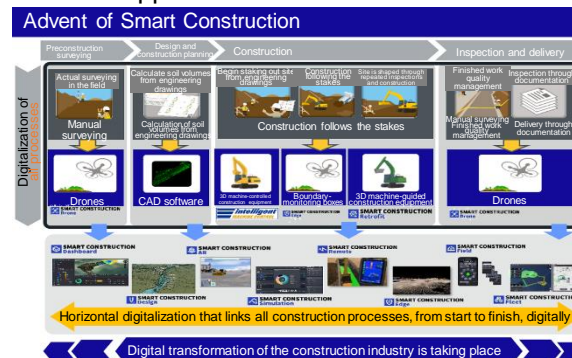 Advent of Smart Construction
Preconstruction
surveying
Design and
construction planning
Construction
Inspection and delivery
Digitalization of
all processes
Actual surveying
in the field
Manual
surveying
Calculate soil volumes
from engineering
drawings
Calculation of soil
volumes from
engineering drawings
Begin staking out site
from engineering
drawings
Construction
following the
stakes
Site is shaped through
repeated inspections
and construction
Construction follows the stakes
Finished work
quality
management
Inspection through
documentation
Manual surveying
Finished work
quality
management
Delivery through
documentation
Drones
CAD software
3D machine-controlled
construction equipment
Boundary-
monitoring boxes
3D machine-guided
construction equipment
Drones
SMART CONSTRUCTION
Drone
intelligent
MACHINE CONTROL
SMART CONSTRUCTION
Edge
SMART CONSTRUCTION
Retrofit
SMART CONSTRUCTION
Drone
SMART CONSTRUCTION
Dashboard
SMART CONSTRUCTION
AR
SMART CONSTRUCTION
Remote
SMART CONSTRUCTION
Field
SMART CONSTRUCTION
Design
SMART CONSTRUCTION
Simulation
SMART CONSTRUCTION
Edge
SMART CONSTRUCTION
Fleet
Horizontal digitalization that links all construction processes, from start to finish, digitally
Digital transformation of the construction industry is taking place